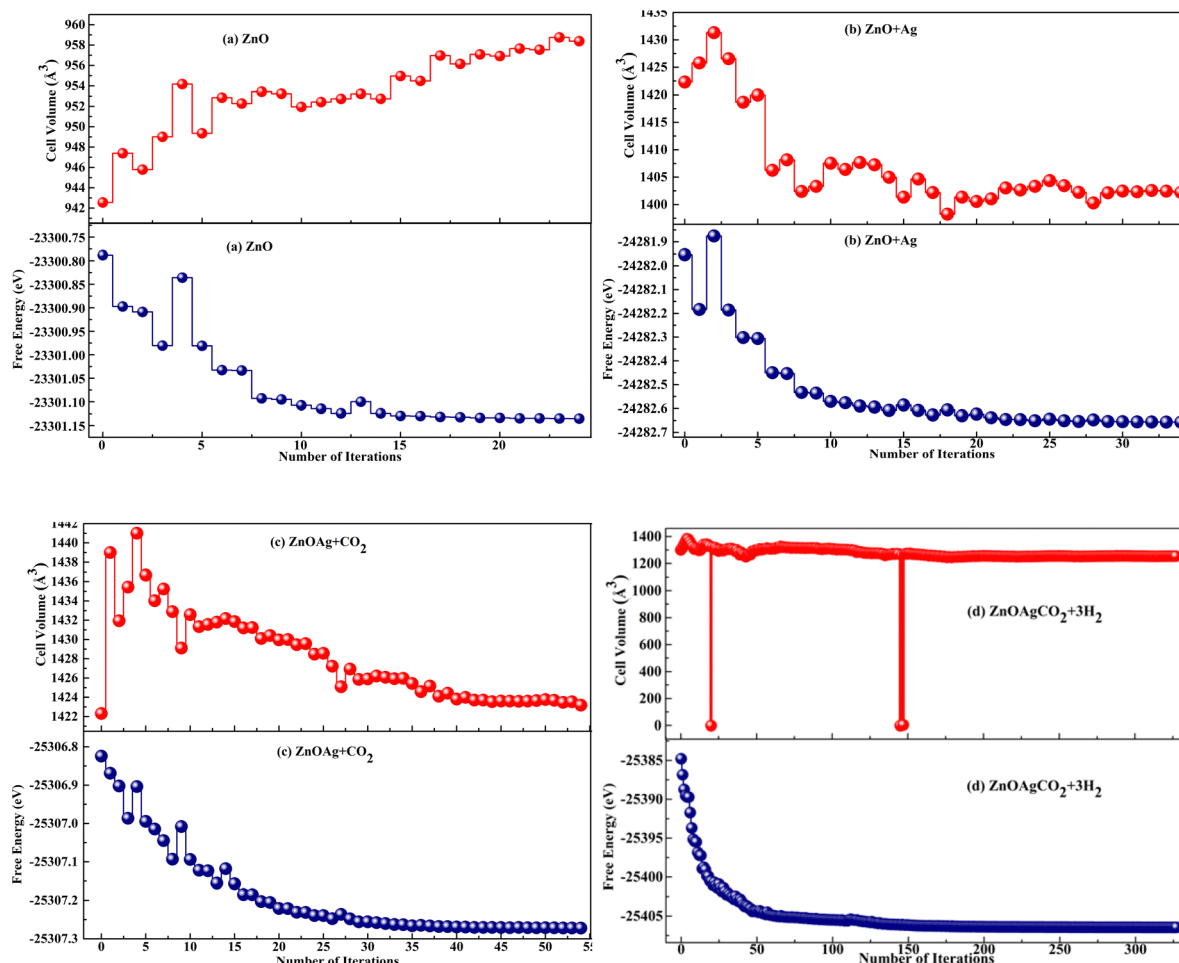 960
958
956
954
952
950
948
946
944
942
Cell Volume (Å³)
(a) ZnO
-23300.75
-23300.80
-23300.85
-23300.90
-23300.95
-23301.00
-23301.05
-23301.10
-23301.15
Free Energy (eV)
(a) ZnO
0 5 10 15 20
Number of Iterations
1435
1430
1425
1420
1415
1410
1405
1400
Cell Volume (Å³)
(b) ZnO+Ag
-24281.9
-24282.0
-24282.1
-24282.2
-24282.3
-24282.4
-24282.5
-24282.6
-24282.7
Free Energy (eV)
(b) ZnO+Ag
0 5 10 15 20 25 30
Number of Iterations
1442
1440
1438
1436
1434
1432
1430
1428
1426
1424
1422
Cell Volume (Å³)
(c) ZnOAg+CO₂
-25306.8
-25306.9
-25307.0
-25307.1
-25307.2
-25307.3
Free Energy (eV)
(c) ZnOAg+CO₂
0 5 10 15 20 25 30 35 40 45 50 55
Number of Iterations
1400
1200
1000
800
600
400
200
0
Cell Volume (Å³)
(d) ZnOAgCO₂+3H₂
-25385
-25390
-25395
-25400
-25405
Free Energy (eV)
(d) ZnOAgCO₂+3H₂
0 50 100 150 200 250 300
Number of Iterations